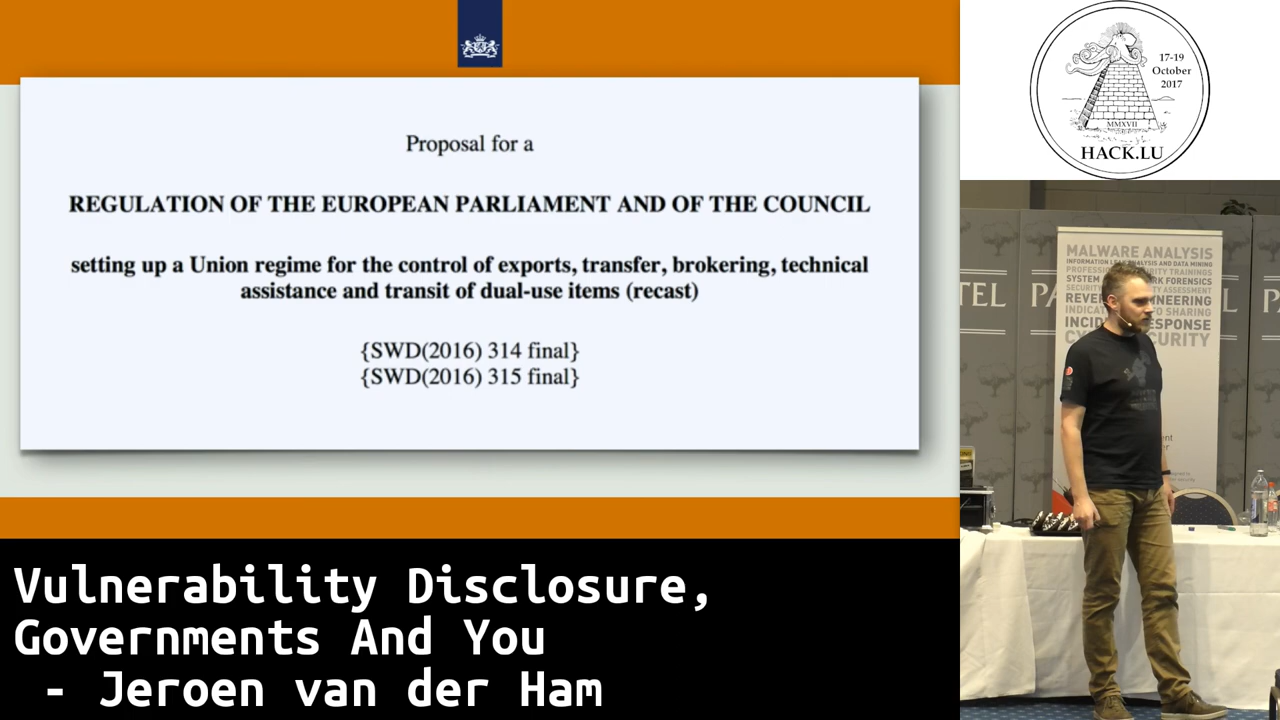 Proposal for a
REGULATION OF THE EUROPEAN PARLIAMENT AND OF THE COUNCIL
setting up a Union regime for the control of exports, transfer, brokering, technical
assistance and transit of dual-use items (recast)
{SWD(2016) 314 final}
{SWD(2016) 315 final}
Vulnerability Disclosure,
Governments And You
- Jeroen van der Ham
17-19
October
2017
MMXVII
HACK.LU
MALWARE ANALYSIS